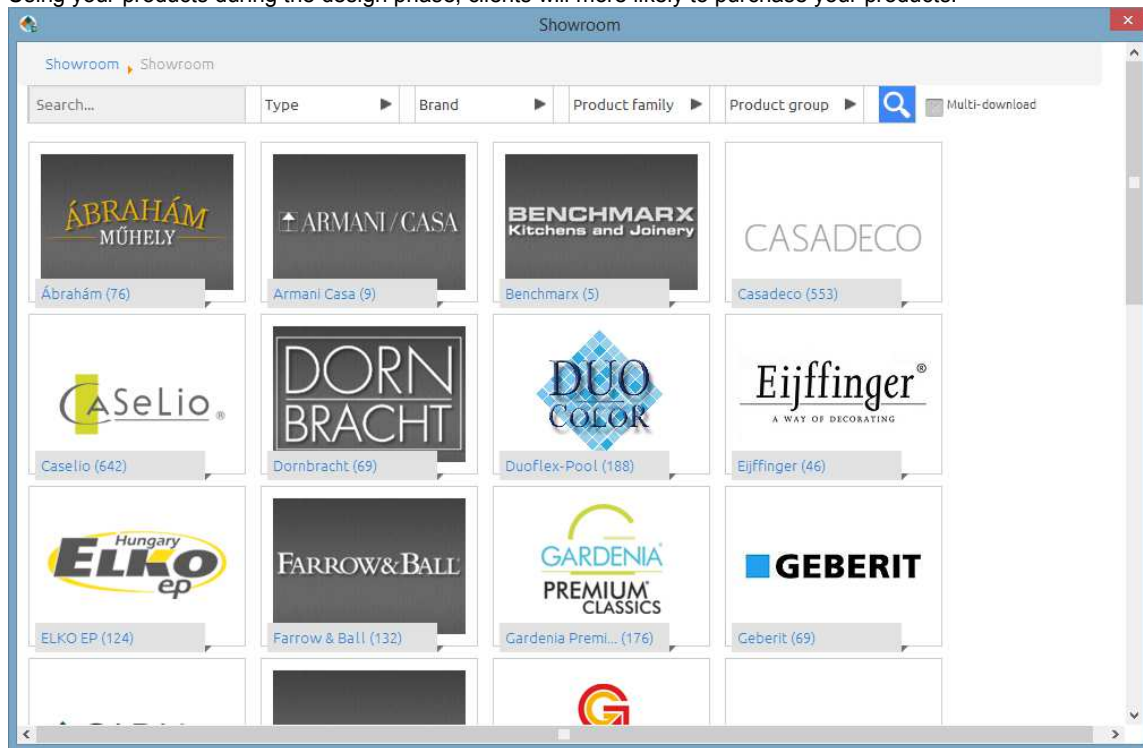 Using your products during the design phase, clients will more likely to purchase your products.
Showroom
Showroom Showroom
Search... Type Brand Product family Product group Multi-download
ÁBRAHÁM
MŰHELY
Ábrahám (76)
ARMANI / CASA
Armani Casa (9)
BENCHMARX
Kitchens and Joinery
Benchmarx (5)
CASADECO
Casadeco (553)
CASeLio®
Caselio (642)
DORN
BRACHT
Dornbracht (69)
DUO
COLOR
Duoflex-Pool (188)
Eijffinger®
A WAY OF DECORATING
Eijffinger (46)
Hungary
ELKO
ep
ELKO EP (124)
FARROW&BALL
Farrow & Ball (132)
GARDENIA
PREMIUM
CLASSICS
Gardenia Premi... (176)
GEBERIT
Geberit (69)